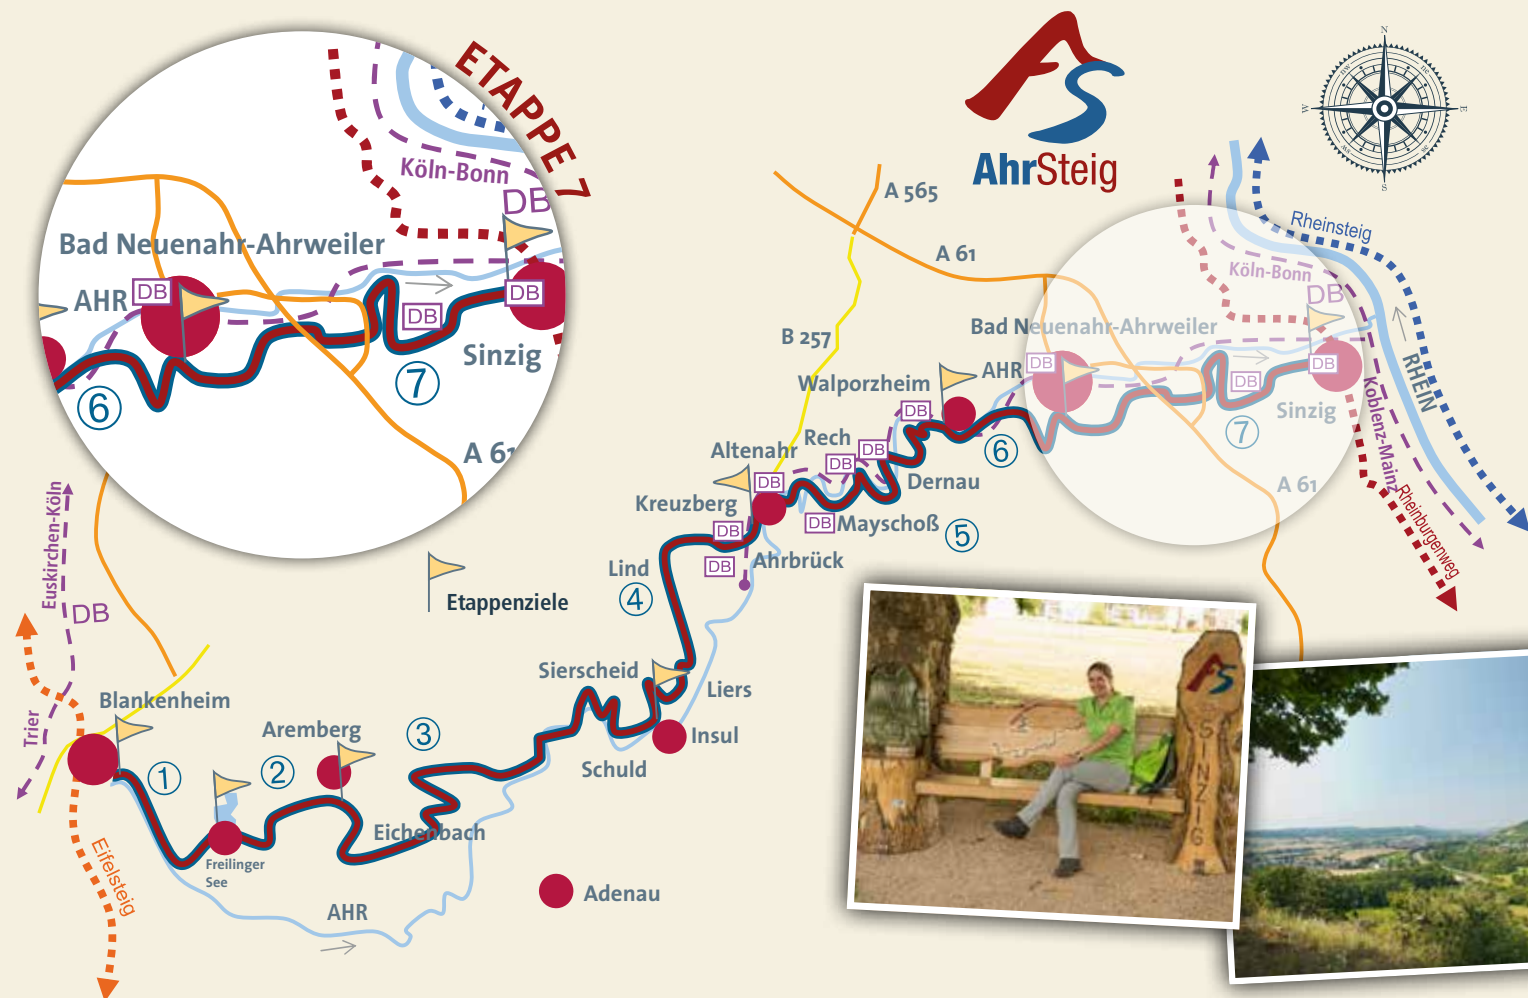 ETAPPE 7
Köln-Bonn
DB
Bad Neuenahr-Ahrweiler
AHR
DB
DB
DB
Sinzig
6
7
A 61
AhrSteig
N
E
S
W
A 565
A 61
B 257
Rheinsteig
Köln-Bonn
DB
Bad Neuenahr-Ahrweiler
AHR
DB
DB
DB
Sinzig
7
A 61
RHEIN
Koblenz-Mainz
Rheinburgenweg
Walporzheim
DB
6
Rech
DB
DB
Dernau
Altenahr
DB
Kreuzberg
DB
DB
Mayschoß
5
DB
Ahrbrück
Lind
4
Etappenziele
Sierscheid
Liers
Insul
Schuld
Euskirchen-Köln
DB
Trier
Blankenheim
1
Aremberg
2
3
Eichenbach
Freilinger
See
Eifelsteig
AHR
Adenau
SINZIG